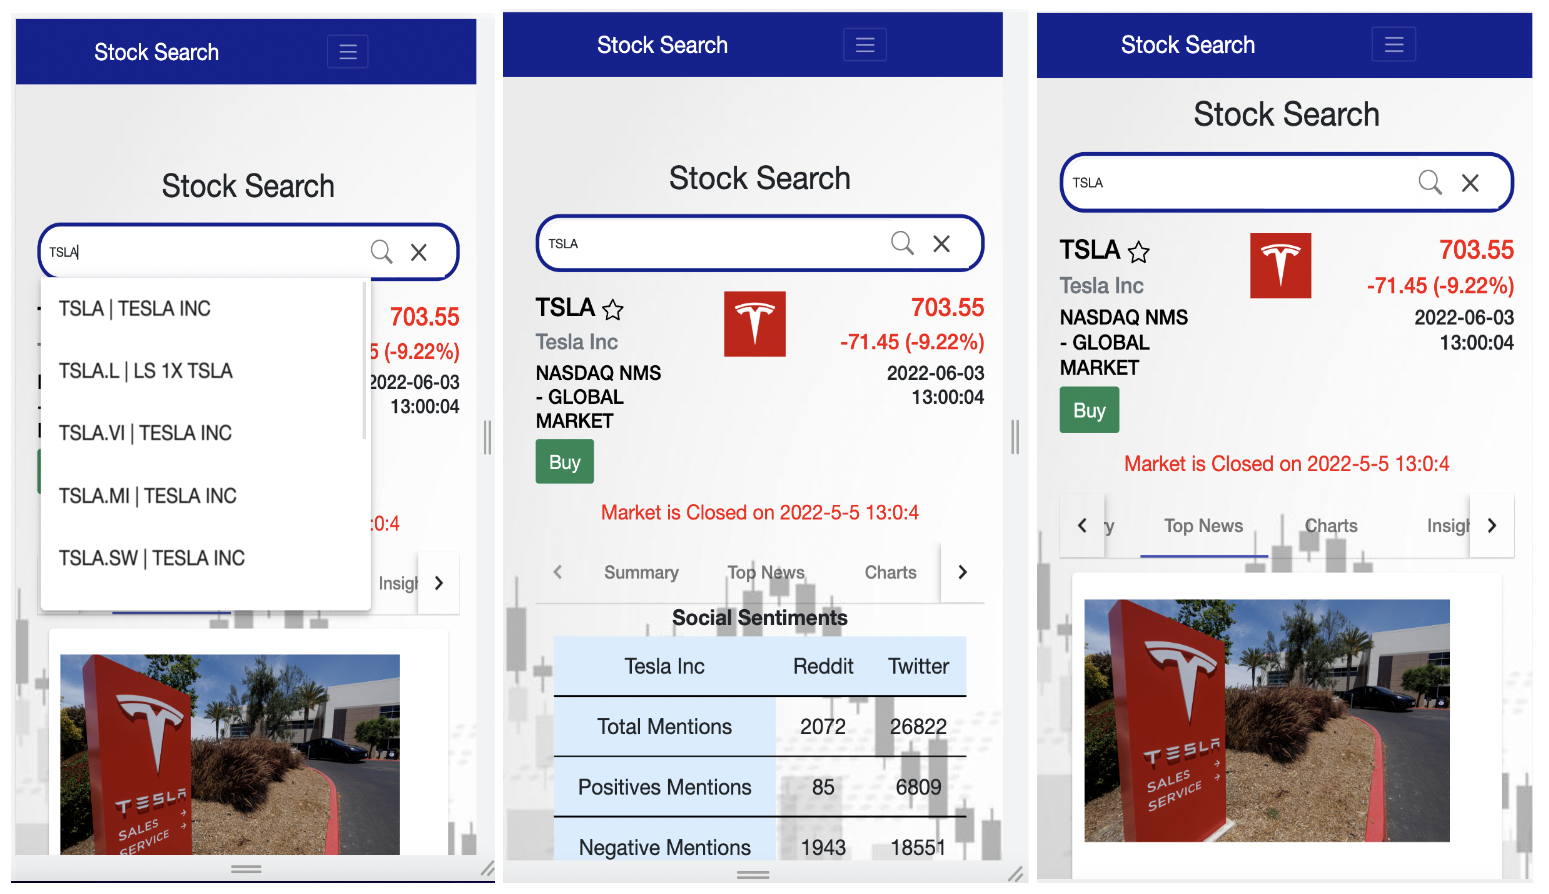 Stock Search
Stock Search
TSLA
TSLA | TESLA INC
TSLA.L | LS 1X TSLA
TSLA.VI | TESLA INC
TSLA.MI | TESLA INC
TSLA.SW | TESLA INC
703.55
5 (-9.22%)
2022-06-03
13:00:04
:0:4
Insigh
TESLA
SALES
SERVICE
Stock Search
Stock Search
TSLA
TSLA
703.55
Tesla Inc
-71.45 (-9.22%)
NASDAQ NMS
- GLOBAL
MARKET
2022-06-03
13:00:04
Buy
Market is Closed on 2022-5-5 13:0:4
Summary Top News Charts
Social Sentiments
Tesla Inc Reddit Twitter
Total Mentions 2072 26822
Positives Mentions 85 6809
Negative Mentions 1943 18551
Stock Search
Stock Search
TSLA
TSLA
703.55
Tesla Inc
-71.45 (-9.22%)
NASDAQ NMS
- GLOBAL
MARKET
2022-06-03
13:00:04
Buy
Market is Closed on 2022-5-5 13:0:4
ry Top News Charts Insigh
TESLA
SALES
SERVICE